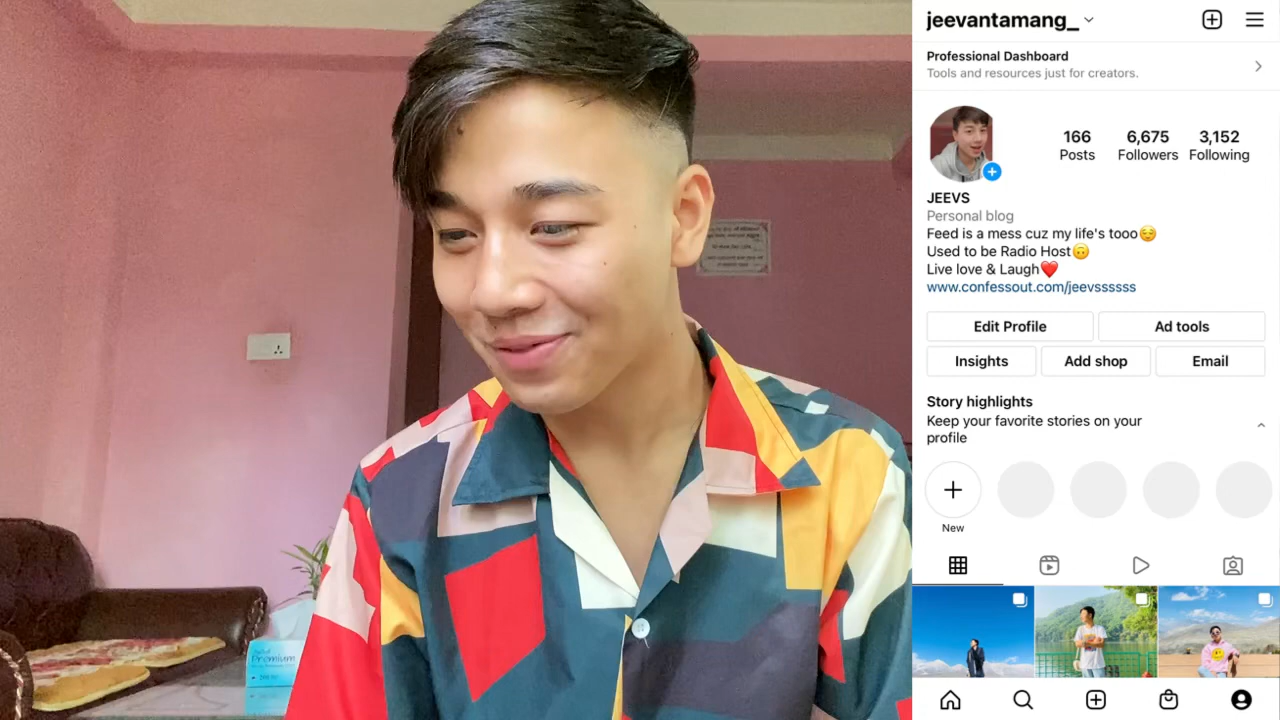 jeevantamang_
Professional Dashboard
Tools and resources just for creators.
166
Posts
6,675
Followers
3,152
Following
JEEVS
Personal blog
Feed is a mess cuz my life's tooo😌
Used to be Radio Host🙃
Live love & Laugh❤️
www.confessout.com/jeevssssss
Edit Profile
Ad tools
Insights
Add shop
Email
Story highlights
Keep your favorite stories on your
profile
New
Premium